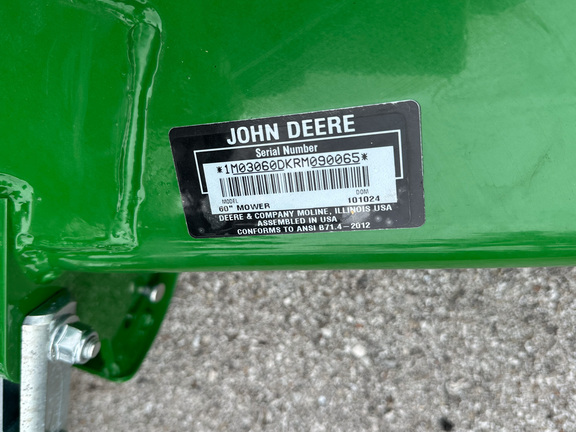 JOHN DEERE
Serial Number
*1M03060DKRM090065*
MODEL DOM
60" MOWER 101024
DEERE & COMPANY MOLINE, ILLINOIS USA
ASSEMBLED IN USA
CONFORMS TO ANSI B71.4-2012